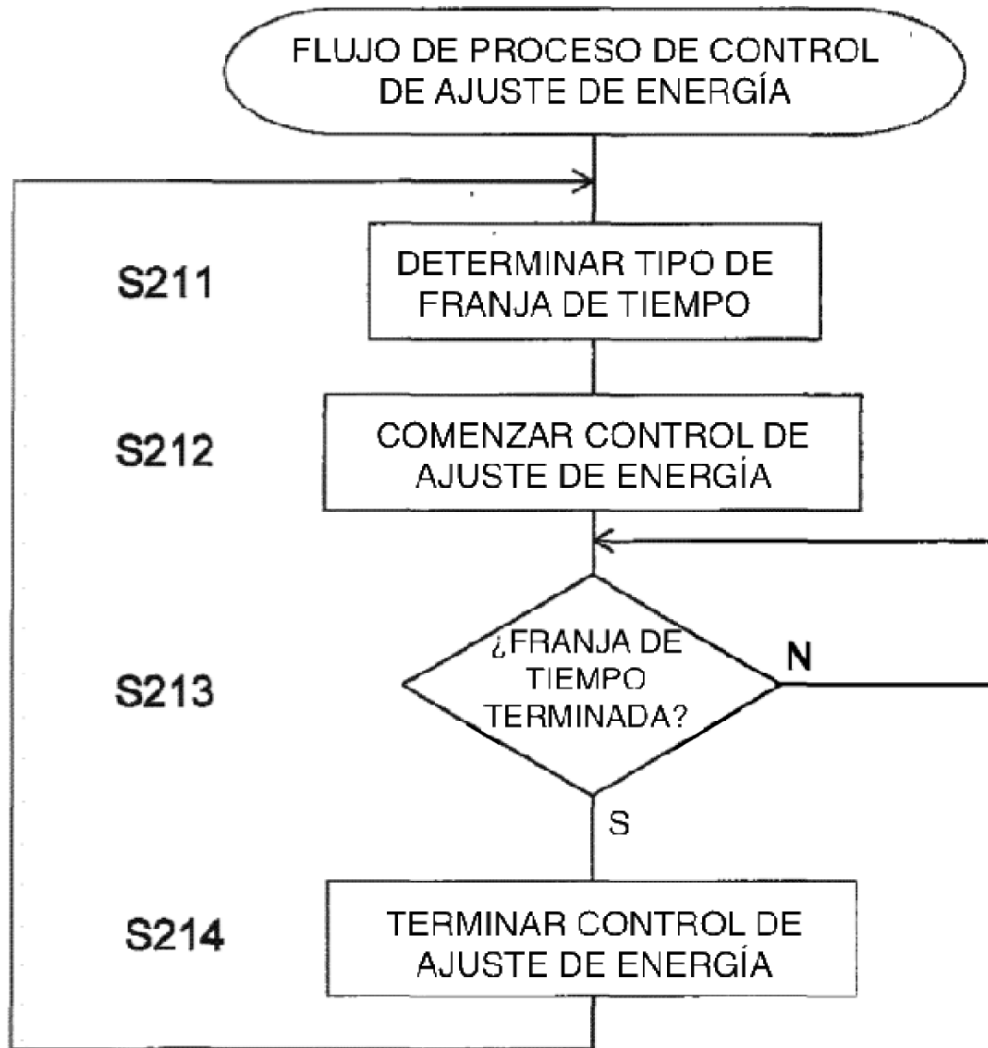 FLUJO DE PROCESO DE CONTROL
DE AJUSTE DE ENERGÍA
S211
DETERMINAR TIPO DE
FRANJA DE TIEMPO
S212
COMENZAR CONTROL DE
AJUSTE DE ENERGÍA
S213
¿FRANJA DE
TIEMPO
TERMINADA?
N
S
S214
TERMINAR CONTROL DE
AJUSTE DE ENERGÍA